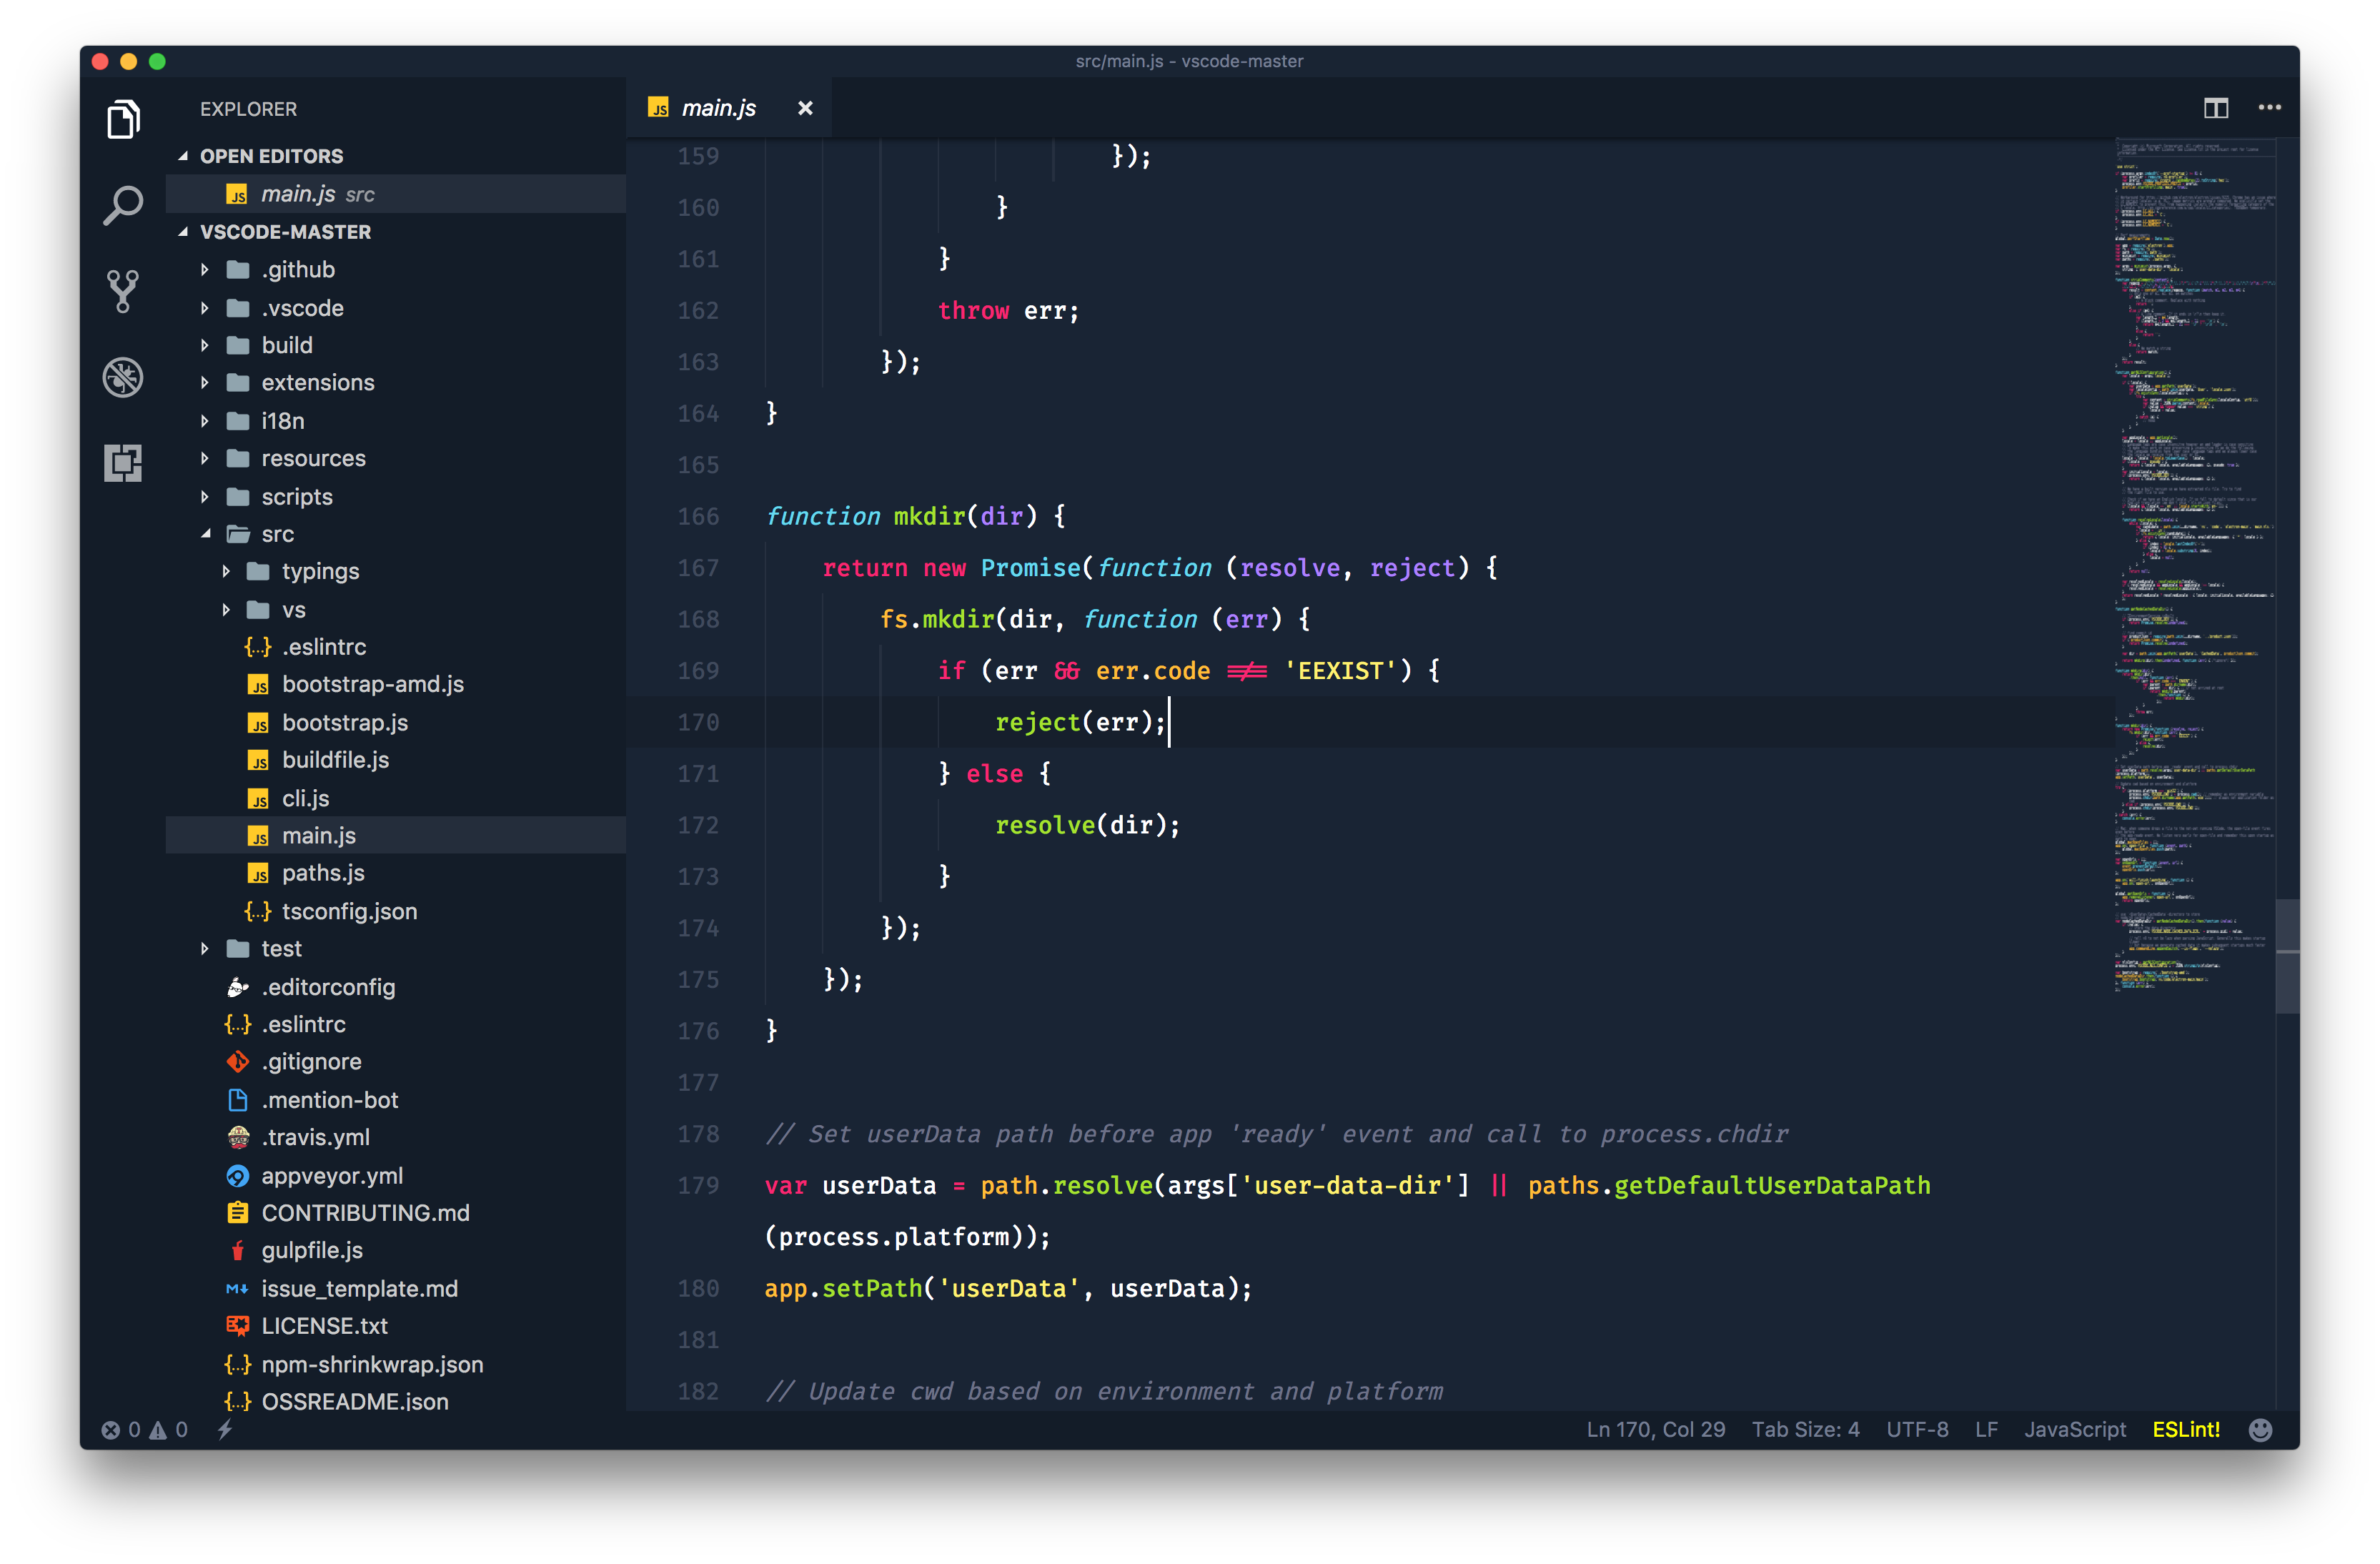 src/main.js - vscode-master
EXPLORER
OPEN EDITORS
main.js src
VSCODE-MASTER
.github
.vscode
build
extensions
i18n
resources
scripts
src
typings
vs
.eslintrc
bootstrap-amd.js
bootstrap.js
buildfile.js
cli.js
main.js
paths.js
tsconfig.json
test
.editorconfig
.eslintrc
.gitignore
.mention-bot
.travis.yml
appveyor.yml
CONTRIBUTING.md
gulpfile.js
issue_template.md
LICENSE.txt
npm-shrinkwrap.json
OSSREADME.json
main.js
159 });
160 }
161 }
162 throw err;
163 });
164 }
165
166 function mkdir(dir) {
167 return new Promise(function (resolve, reject) {
168 fs.mkdir(dir, function (err) {
169 if (err && err.code !== 'EEXIST') {
170 reject(err);
171 } else {
172 resolve(dir);
173 }
174 });
175 });
176 }
177
178 // Set userData path before app 'ready' event and call to process.chdir
179 var userData = path.resolve(args['user-data-dir'] || paths.getDefaultUserDataPath
(process.platform));
180 app.setPath('userData', userData);
181
182 // Update cwd based on environment and platform
0 0
Ln 170, Col 29 Tab Size: 4 UTF-8 LF JavaScript ESLint!